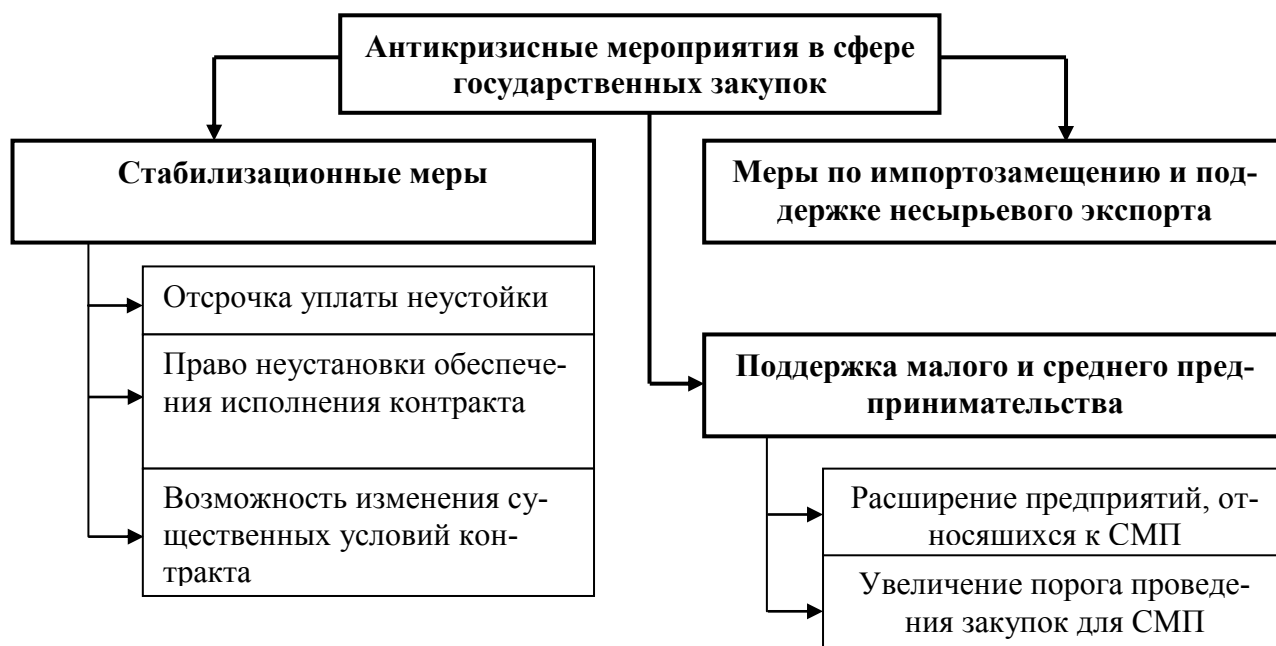 Антикризисные мероприятия в сфере
государственных закупок
Стабилизационные меры
Отсрочка уплаты неустойки
Право неустановки обеспече-
ния исполнения контракта
Возможность изменения су-
щественных условий кон-
тракта
Меры по импортозамещению и под-
держке несырьевого экспорта
Поддержка малого и среднего пред-
принимательства
Расширение предприятий, от-
носяшихся к СМП
Увеличение порога проведе-
ния закупок для СМП